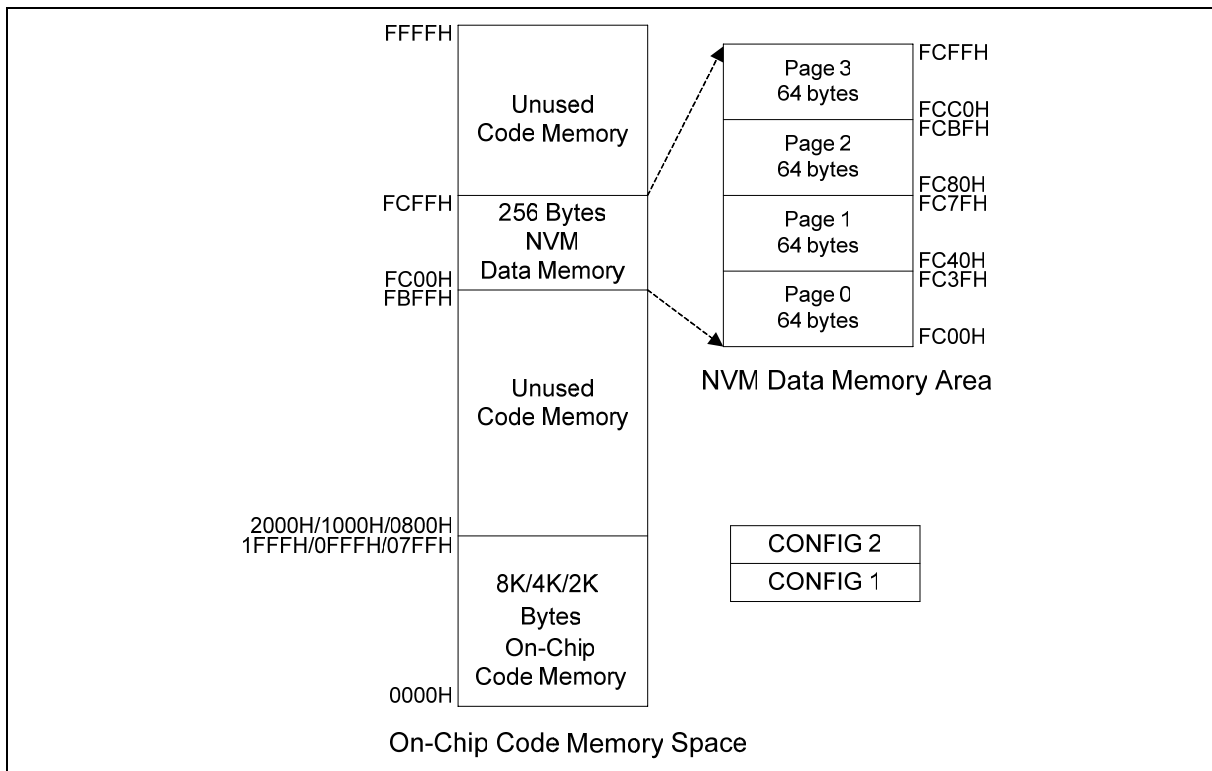 FFFFH
Unused
Code Memory
FCFFH
256 Bytes
NVM
Data Memory
FC00H
FBFFH
Unused
Code Memory
2000H/1000H/0800H
1FFFH/0FFFH/07FFH
8K/4K/2K
Bytes
On-Chip
Code Memory
0000H
On-Chip Code Memory Space
Page 3
64 bytes
FCFFH
FCC0H
FCBFH
Page 2
64 bytes
FC80H
FC7FH
Page 1
64 bytes
FC40H
FC3FH
Page 0
64 bytes
FC00H
NVM Data Memory Area
CONFIG 2
CONFIG 1